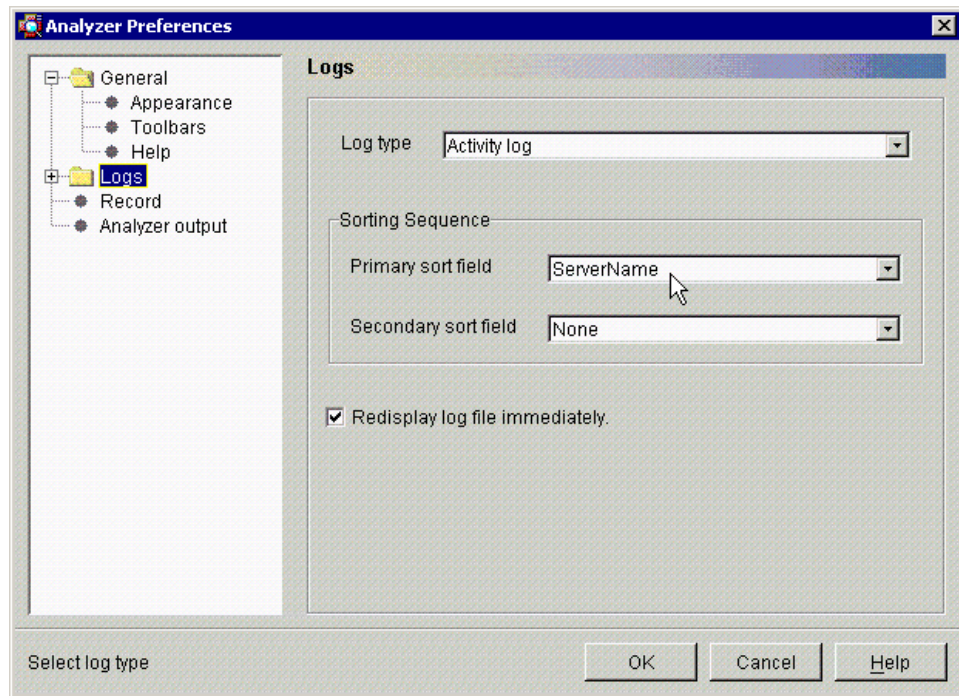 Analyzer Preferences
General
Appearance
Toolbars
Help
Logs
Record
Analyzer output
Logs
Log type
Activity log
Sorting Sequence
Primary sort field
ServerName
Secondary sort field
None
Redisplay log file immediately.
Select log type
OK
Cancel
Help